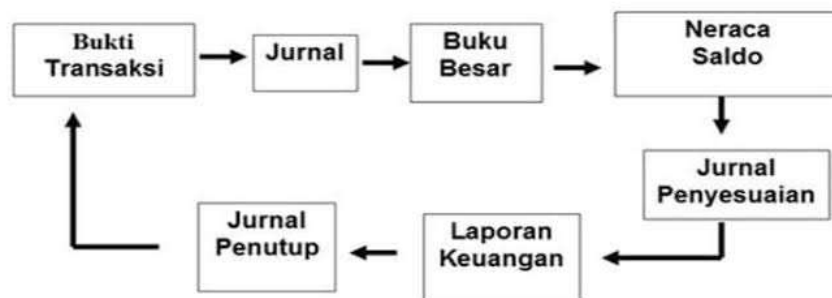 Bukti
Transaksi
Jurnal
Buku
Besar
Neraca
Saldo
Jurnal
Penyesuaian
Laporan
Keuangan
Jurnal
Penutup